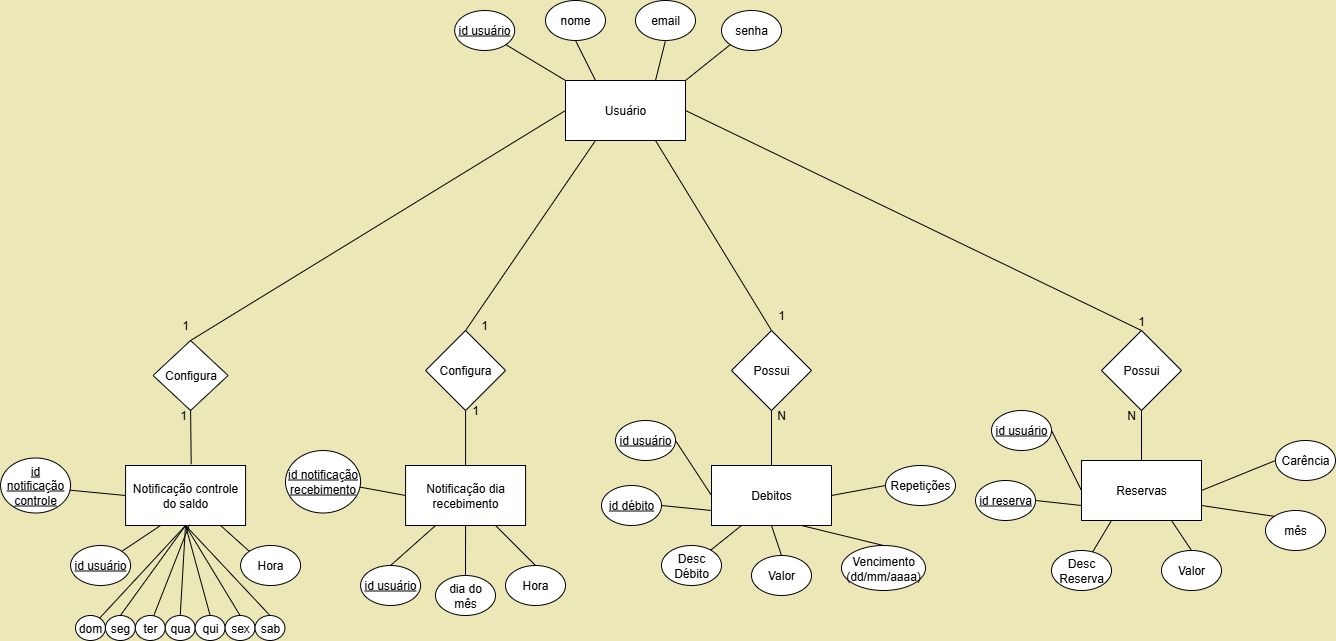 id usuário
nome
email
senha
Usuário
1
1
1
1
Configura
Configura
Possui
Possui
1
1
N
N
id
notificação
controle
Notificação controle
do saldo
id usuário
Hora
dom
seg
ter
qua
qui
sex
sab
id notificação
recebimento
Notificação dia
recebimento
id usuário
dia do
mês
Hora
id usuário
id débito
Debitos
Repetições
Desc
Débito
Valor
Vencimento
(dd/mm/aaaa)
id usuário
id reserva
Reservas
Carência
mês
Desc
Reserva
Valor